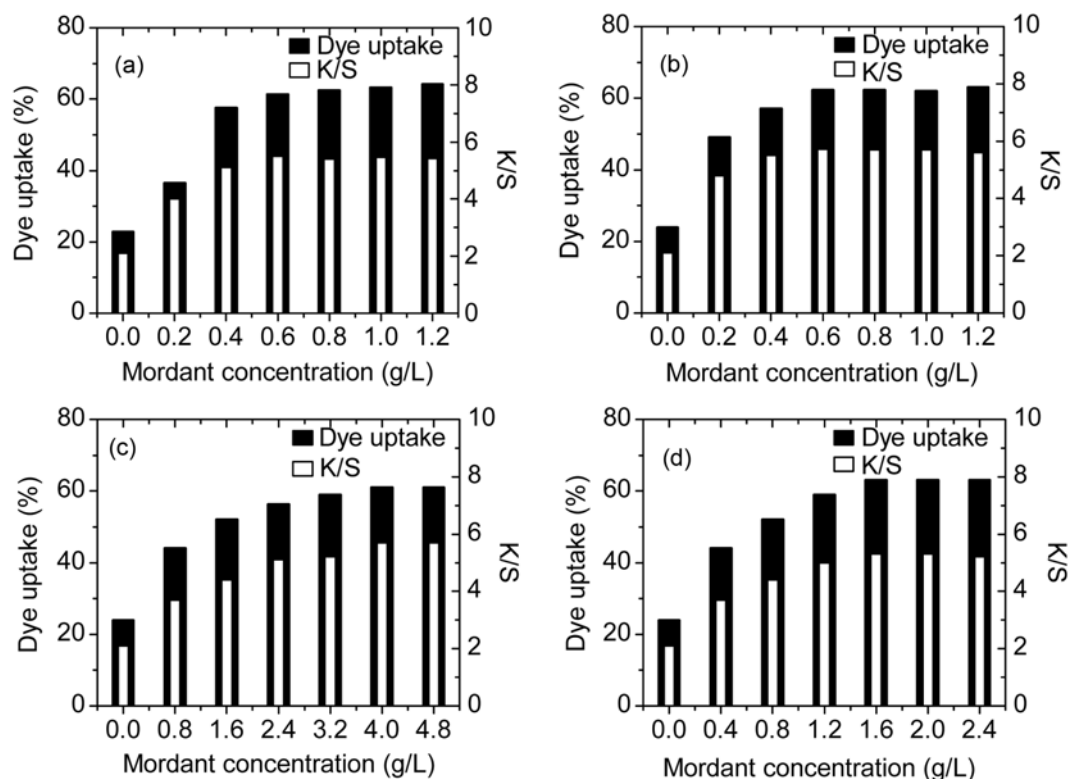 (a)
Dye uptake
K/S
80
60
40
20
0
Dye uptake (%)
10
8
6
4
2
0
K/S
0.0 0.2 0.4 0.6 0.8 1.0 1.2
Mordant concentration (g/L)
(b)
Dye uptake
K/S
80
60
40
20
0
Dye uptake (%)
10
8
6
4
2
0
K/S
0.0 0.2 0.4 0.6 0.8 1.0 1.2
Mordant concentration (g/L)
(c)
Dye uptake
K/S
80
60
40
20
0
Dye uptake (%)
10
8
6
4
2
0
K/S
0.0 0.8 1.6 2.4 3.2 4.0 4.8
Mordant concentration (g/L)
(d)
Dye uptake
K/S
80
60
40
20
0
Dye uptake (%)
10
8
6
4
2
0
K/S
0.0 0.4 0.8 1.2 1.6 2.0 2.4
Mordant concentration (g/L)